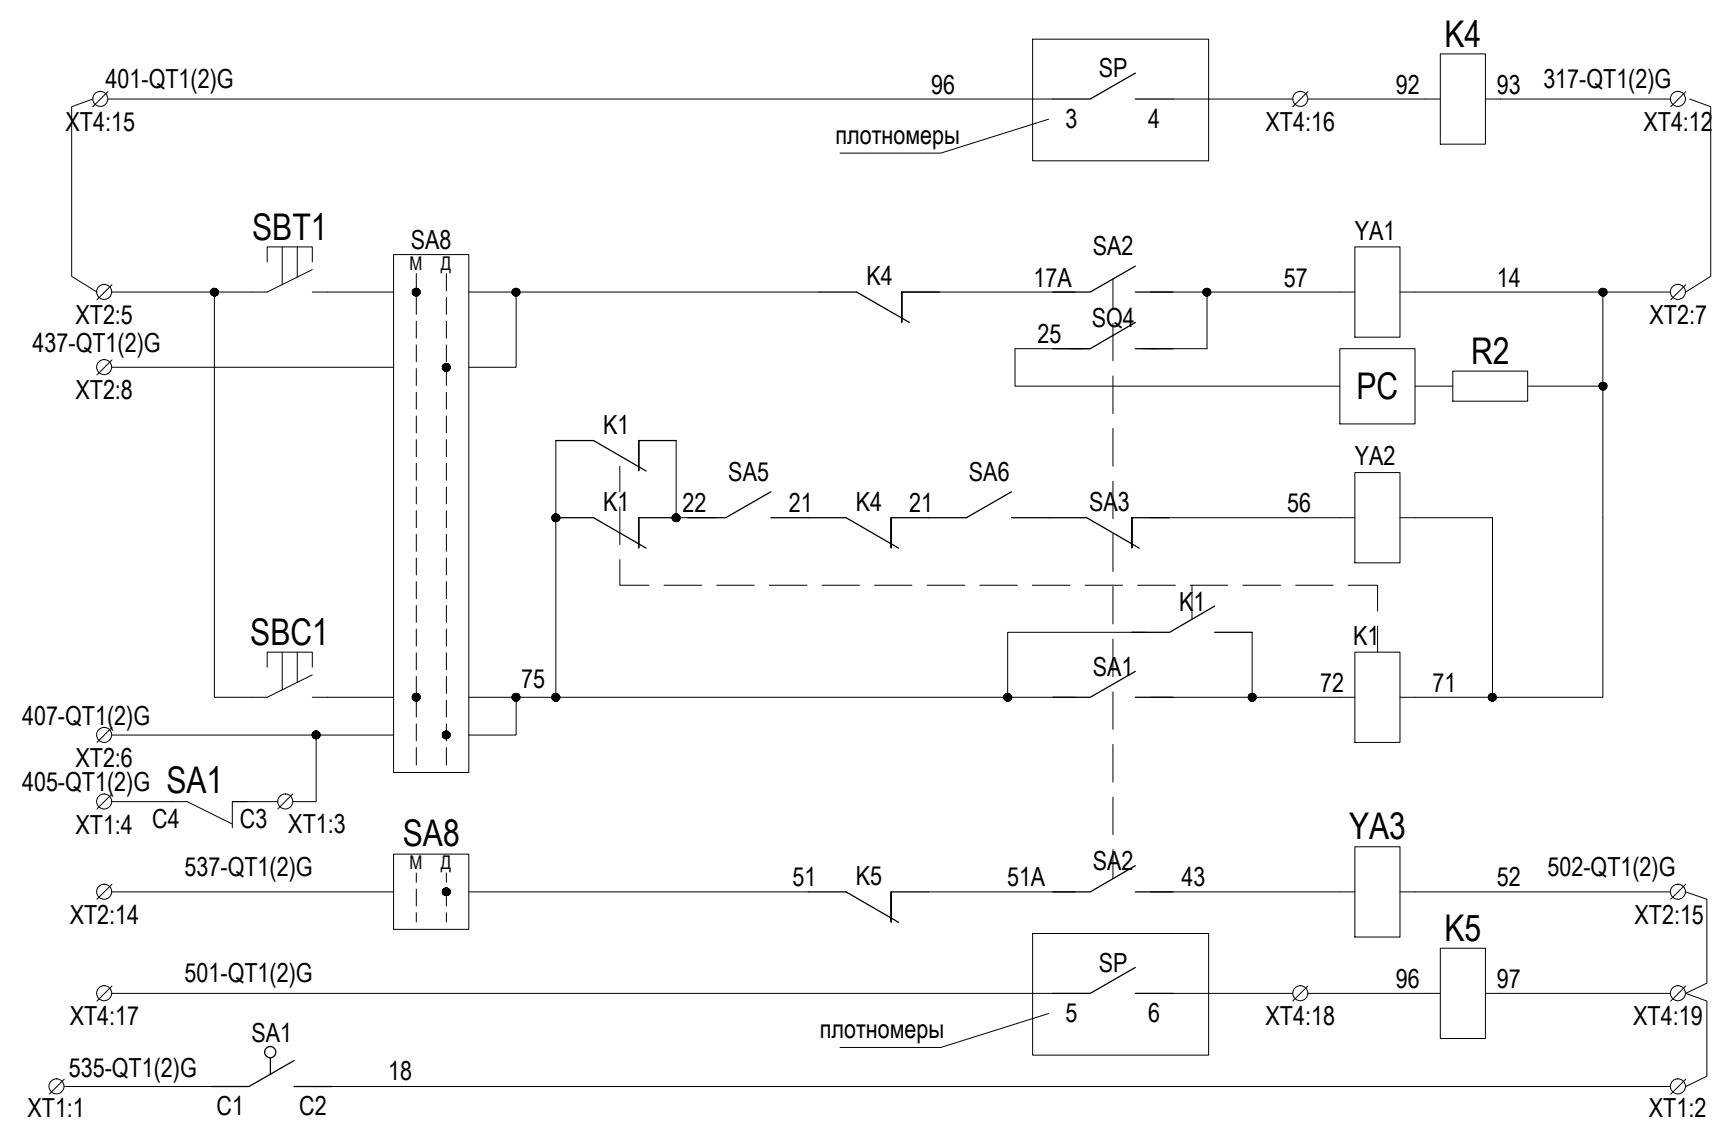 K4
401-QT1(2)G
96
SP
92
93
317-QT1(2)G
XT4:15
3
4
XT4:16
XT4:12
плотномеры
SBT1
SA8
М Д
K4
17A
SA2
57
YA1
14
XT2:5
XT2:7
437-QT1(2)G
SQ4
25
XT2:8
PC
R2
K1
YA2
K1
22
SA5
21
K4
21
SA6
SA3
56
K1
SBC1
K1
75
SA1
72
71
407-QT1(2)G
XT2:6
405-QT1(2)G
SA1
XT1:4
C4
C3
XT1:3
SA8
YA3
537-QT1(2)G
М Д
51
K5
51A
SA2
43
52
502-QT1(2)G
XT2:14
XT2:15
K5
501-QT1(2)G
SP
96
97
XT4:17
5
6
XT4:18
XT4:19
плотномеры
SA1
535-QT1(2)G
18
XT1:1
C1
C2
XT1:2